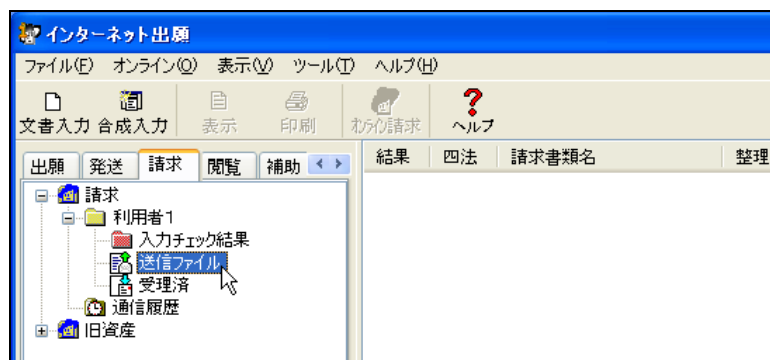 インターネット出願
ファイル(F) オンライン(O) 表示(V) ツール(T) ヘルプ(H)
文書入力 合成入力 表示 印刷 オンライン請求 ヘルプ
出願 発送 請求 閲覧 補助
結果 四法 請求書類名 整理
請求
利用者1
入力チェック結果
送信ファイル
受理済
通信履歴
旧資産